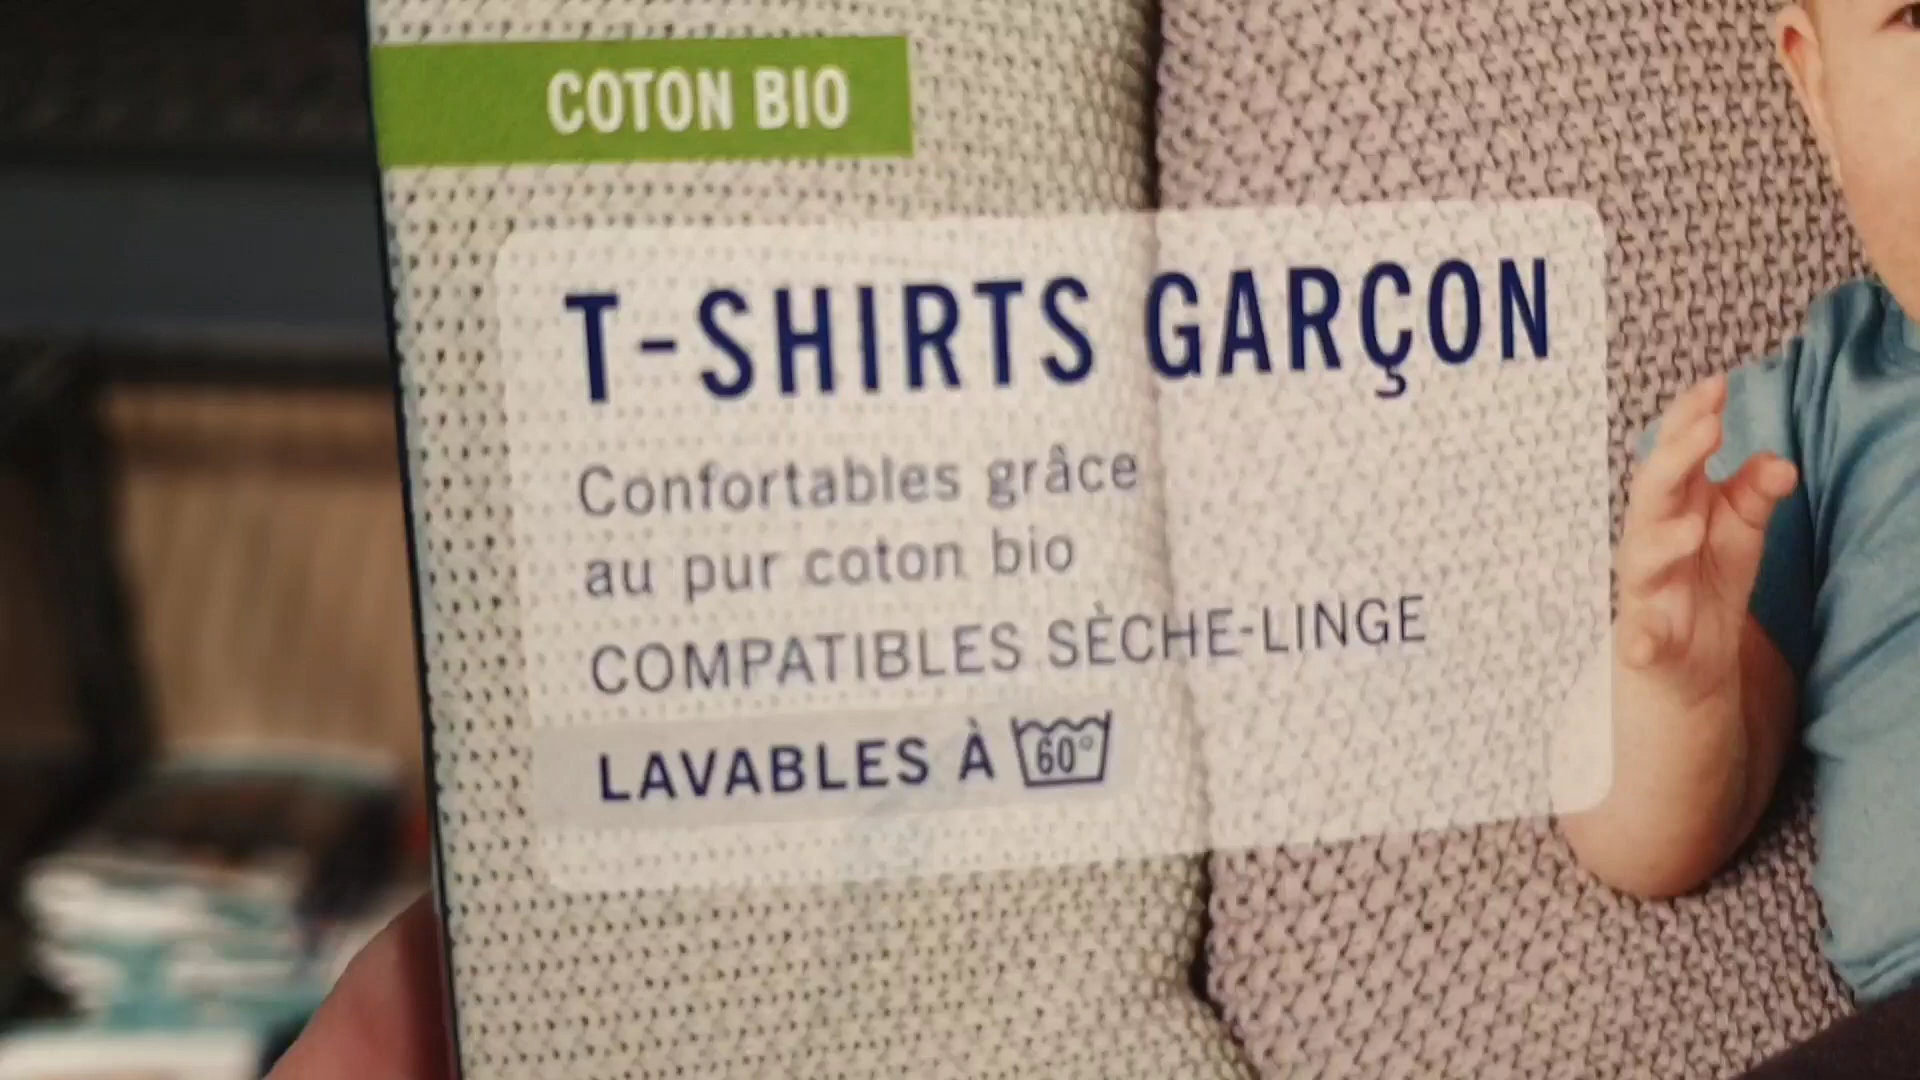 COTON BIO
T-SHIRTS GARÇON
Confortables grâce
au pur coton bio
COMPATIBLES SÈCHE-LINGE
LAVABLES À 60°